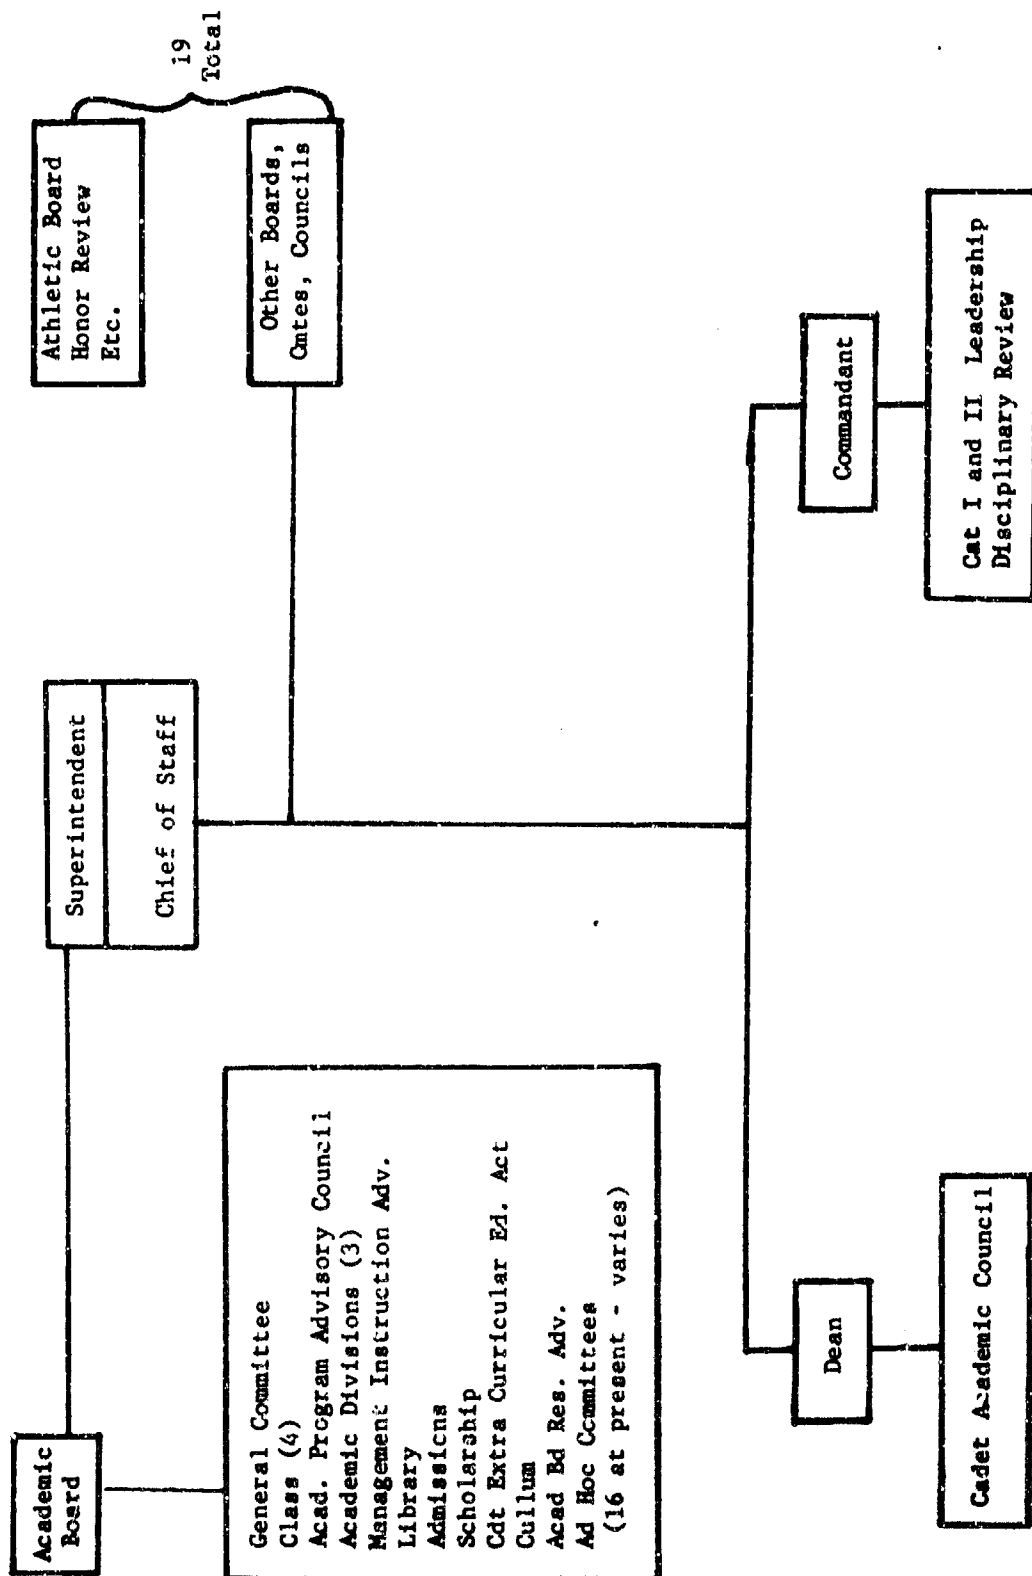 Academic
Board
Superintendent
Chief of Staff
Athletic Board
Honor Review
Etc.
19
Total
Other Boards,
Cmtes, Councils
General Committee
Class (4)
Acad. Program Advisory Council
Academic Divisions (3)
Management Instruction Adv.
Library
Admissions
Scholarship
Cdt Extra Curricular Ed. Act
Cullum
Acad Bd Res. Adv.
Ad Hoc Committees
(16 at present - varies)
Dean
Commandant
Cadet Academic Council
Cat I and II Leadership
Disciplinary Review